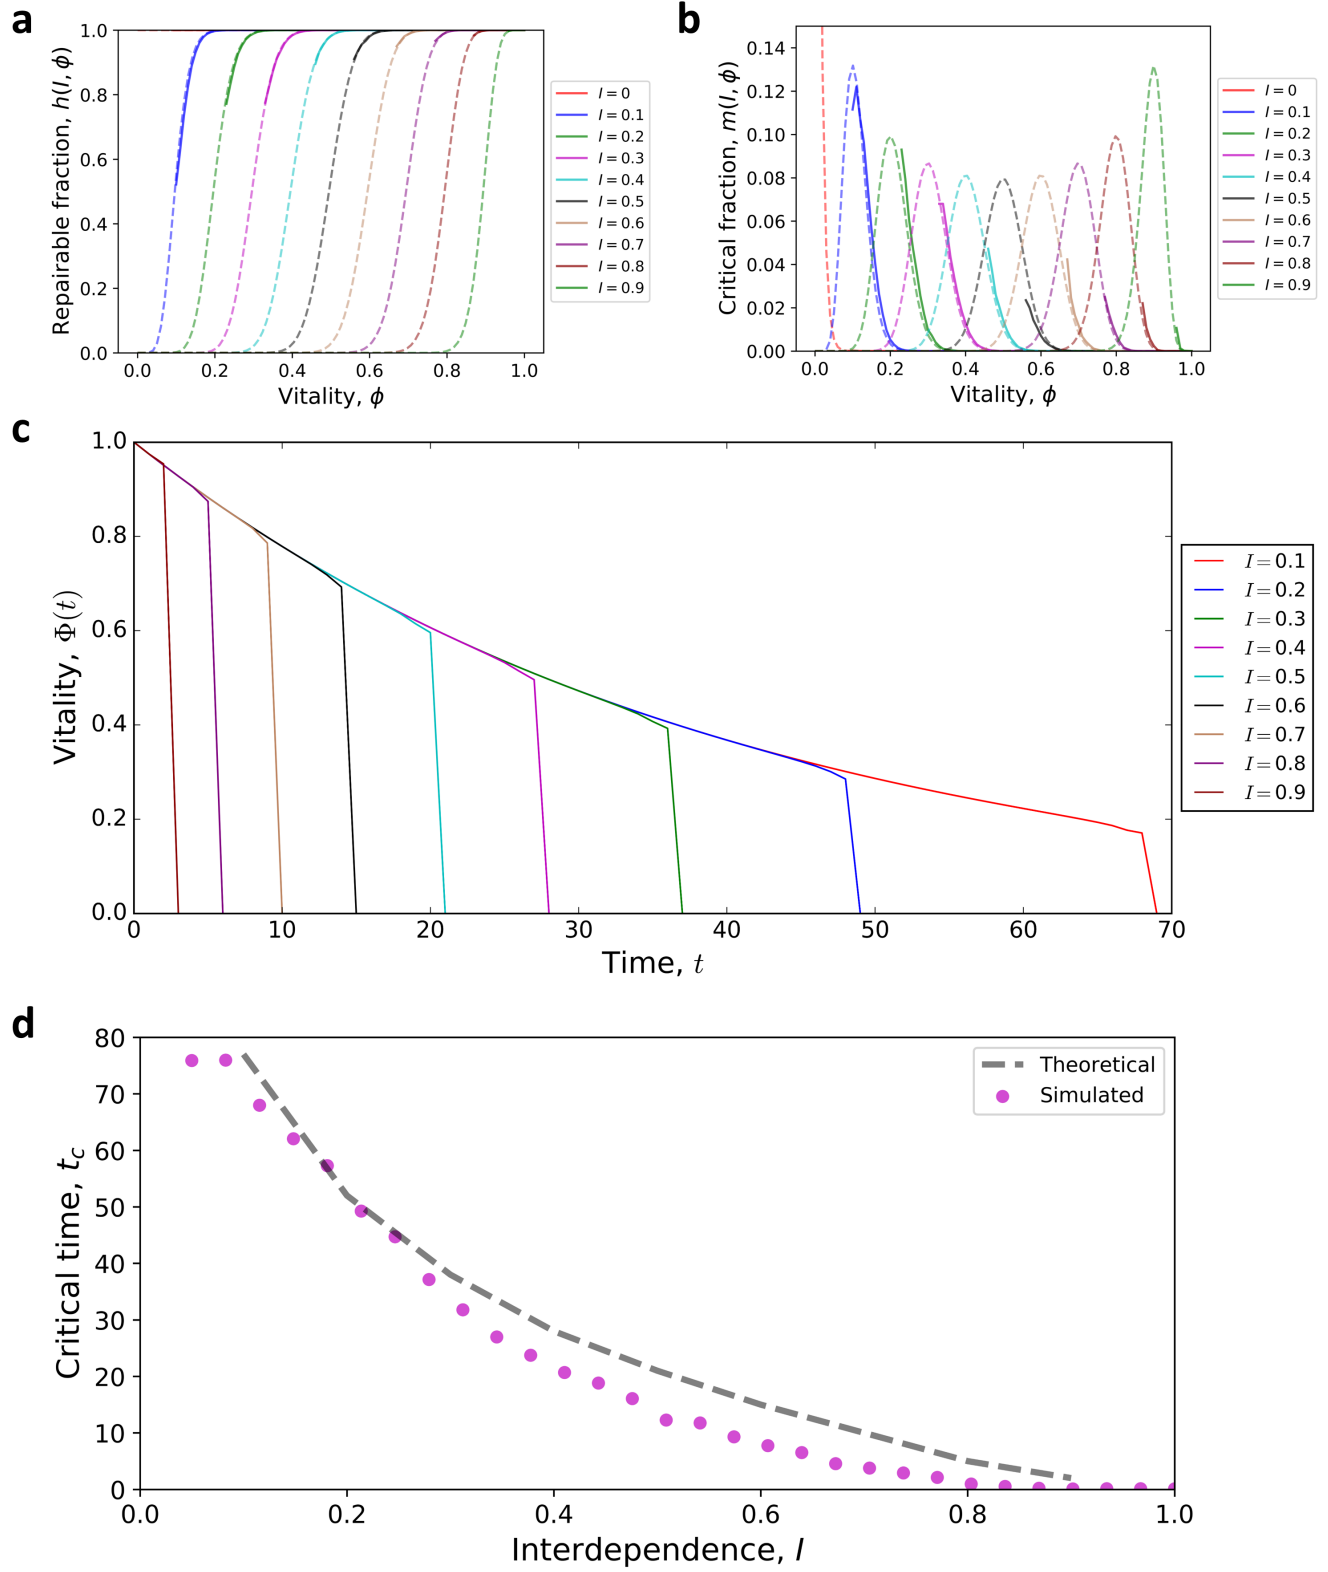 a
Repairable fraction, h(I, ϕ)
1.0
0.8
0.6
0.4
0.2
0.0
0.0 0.2 0.4 0.6 0.8 1.0
Vitality, ϕ
I = 0
I = 0.1
I = 0.2
I = 0.3
I = 0.4
I = 0.5
I = 0.6
I = 0.7
I = 0.8
I = 0.9
b
Critical fraction, m(I, ϕ)
0.14
0.12
0.10
0.08
0.06
0.04
0.02
0.00
0.0 0.2 0.4 0.6 0.8 1.0
Vitality, ϕ
I = 0
I = 0.1
I = 0.2
I = 0.3
I = 0.4
I = 0.5
I = 0.6
I = 0.7
I = 0.8
I = 0.9
c
Vitality, Φ(t)
1.0
0.8
0.6
0.4
0.2
0.0
0 10 20 30 40 50 60 70
Time, t
I = 0.1
I = 0.2
I = 0.3
I = 0.4
I = 0.5
I = 0.6
I = 0.7
I = 0.8
I = 0.9
d
Critical time, t_c
80
70
60
50
40
30
20
10
0
0.0 0.2 0.4 0.6 0.8 1.0
Interdependence, I
Theoretical
Simulated